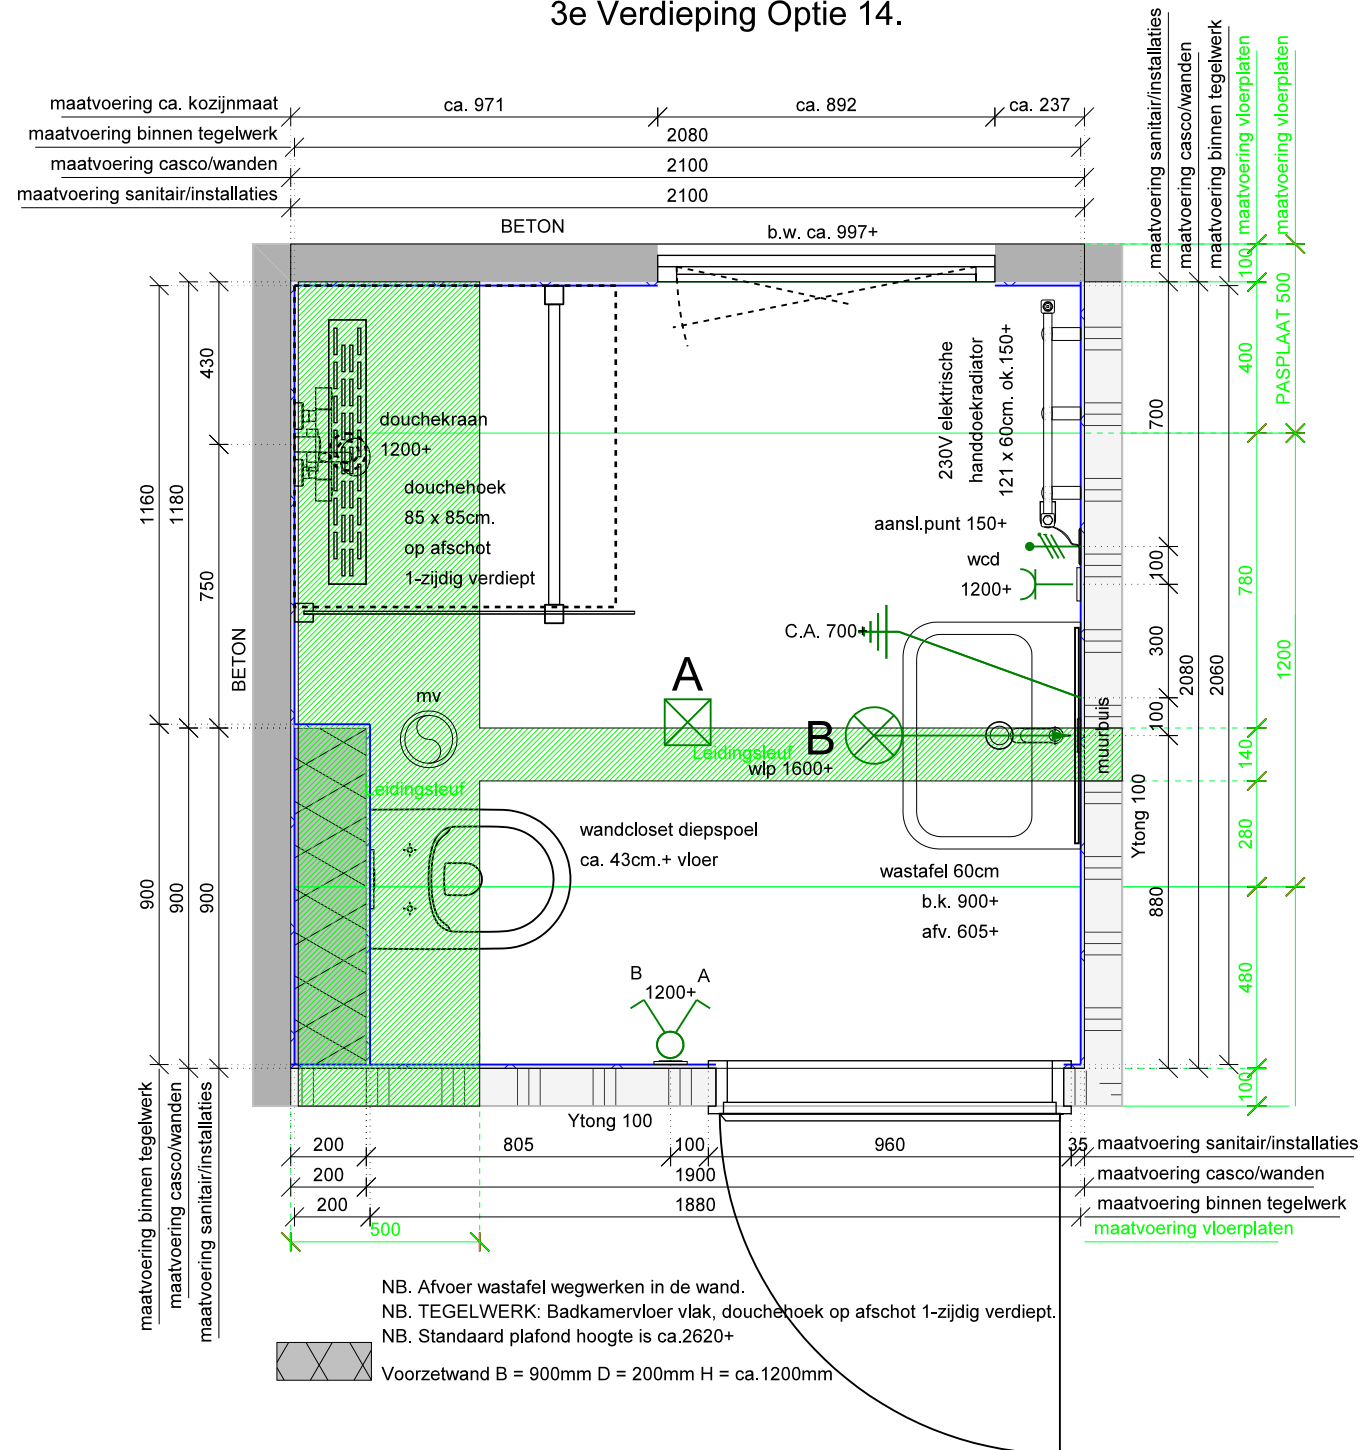 3e Verdieping Optie 14.
maatvoering ca. kozijnmaat
ca. 971
ca. 892
ca. 237
maatvoering binnen tegelwerk
2080
maatvoering casco/wanden
2100
maatvoering sanitair/installaties
2100
maatvoering sanitair/installaties
maatvoering casco/wanden
maatvoering binnen tegelwerk
maatvoering vloerplaten
maatvoering vloerplaten
BETON
b.w. ca. 997+
100
PASPLAAT 500
400
430
700
230V elektrische
handdoekradiator
121 x 60cm. ok.150+
douchekraan
1200+
douchehoek
85 x 85cm.
op afschot
1-zijdig verdiept
1160
1180
750
aansl.punt 150+
wcd
1200+
100
780
C.A. 700+
300
2080
2060
1200
BETON
mv
A
B
Leidingsleuf
wlp 1600+
100
muurbuis
140
Leidingsleuf
Ytong 100
wandcloset diepspoel
ca. 43cm.+ vloer
280
wastafel 60cm
b.k. 900+
afv. 605+
900
900
900
880
480
B
A
1200+
100
Ytong 100
200
805
100
960
35
maatvoering sanitair/installaties
200
1900
maatvoering casco/wanden
200
1880
maatvoering binnen tegelwerk
500
maatvoering vloerplaten
maatvoering binnen tegelwerk
maatvoering casco/wanden
maatvoering sanitair/installaties
NB. Afvoer wastafel wegwerken in de wand.
NB. TEGELWERK: Badkamervloer vlak, douchehoek op afschot 1-zijdig verdiept.
NB. Standaard plafond hoogte is ca.2620+
Voorzetwand B = 900mm D = 200mm H = ca.1200mm